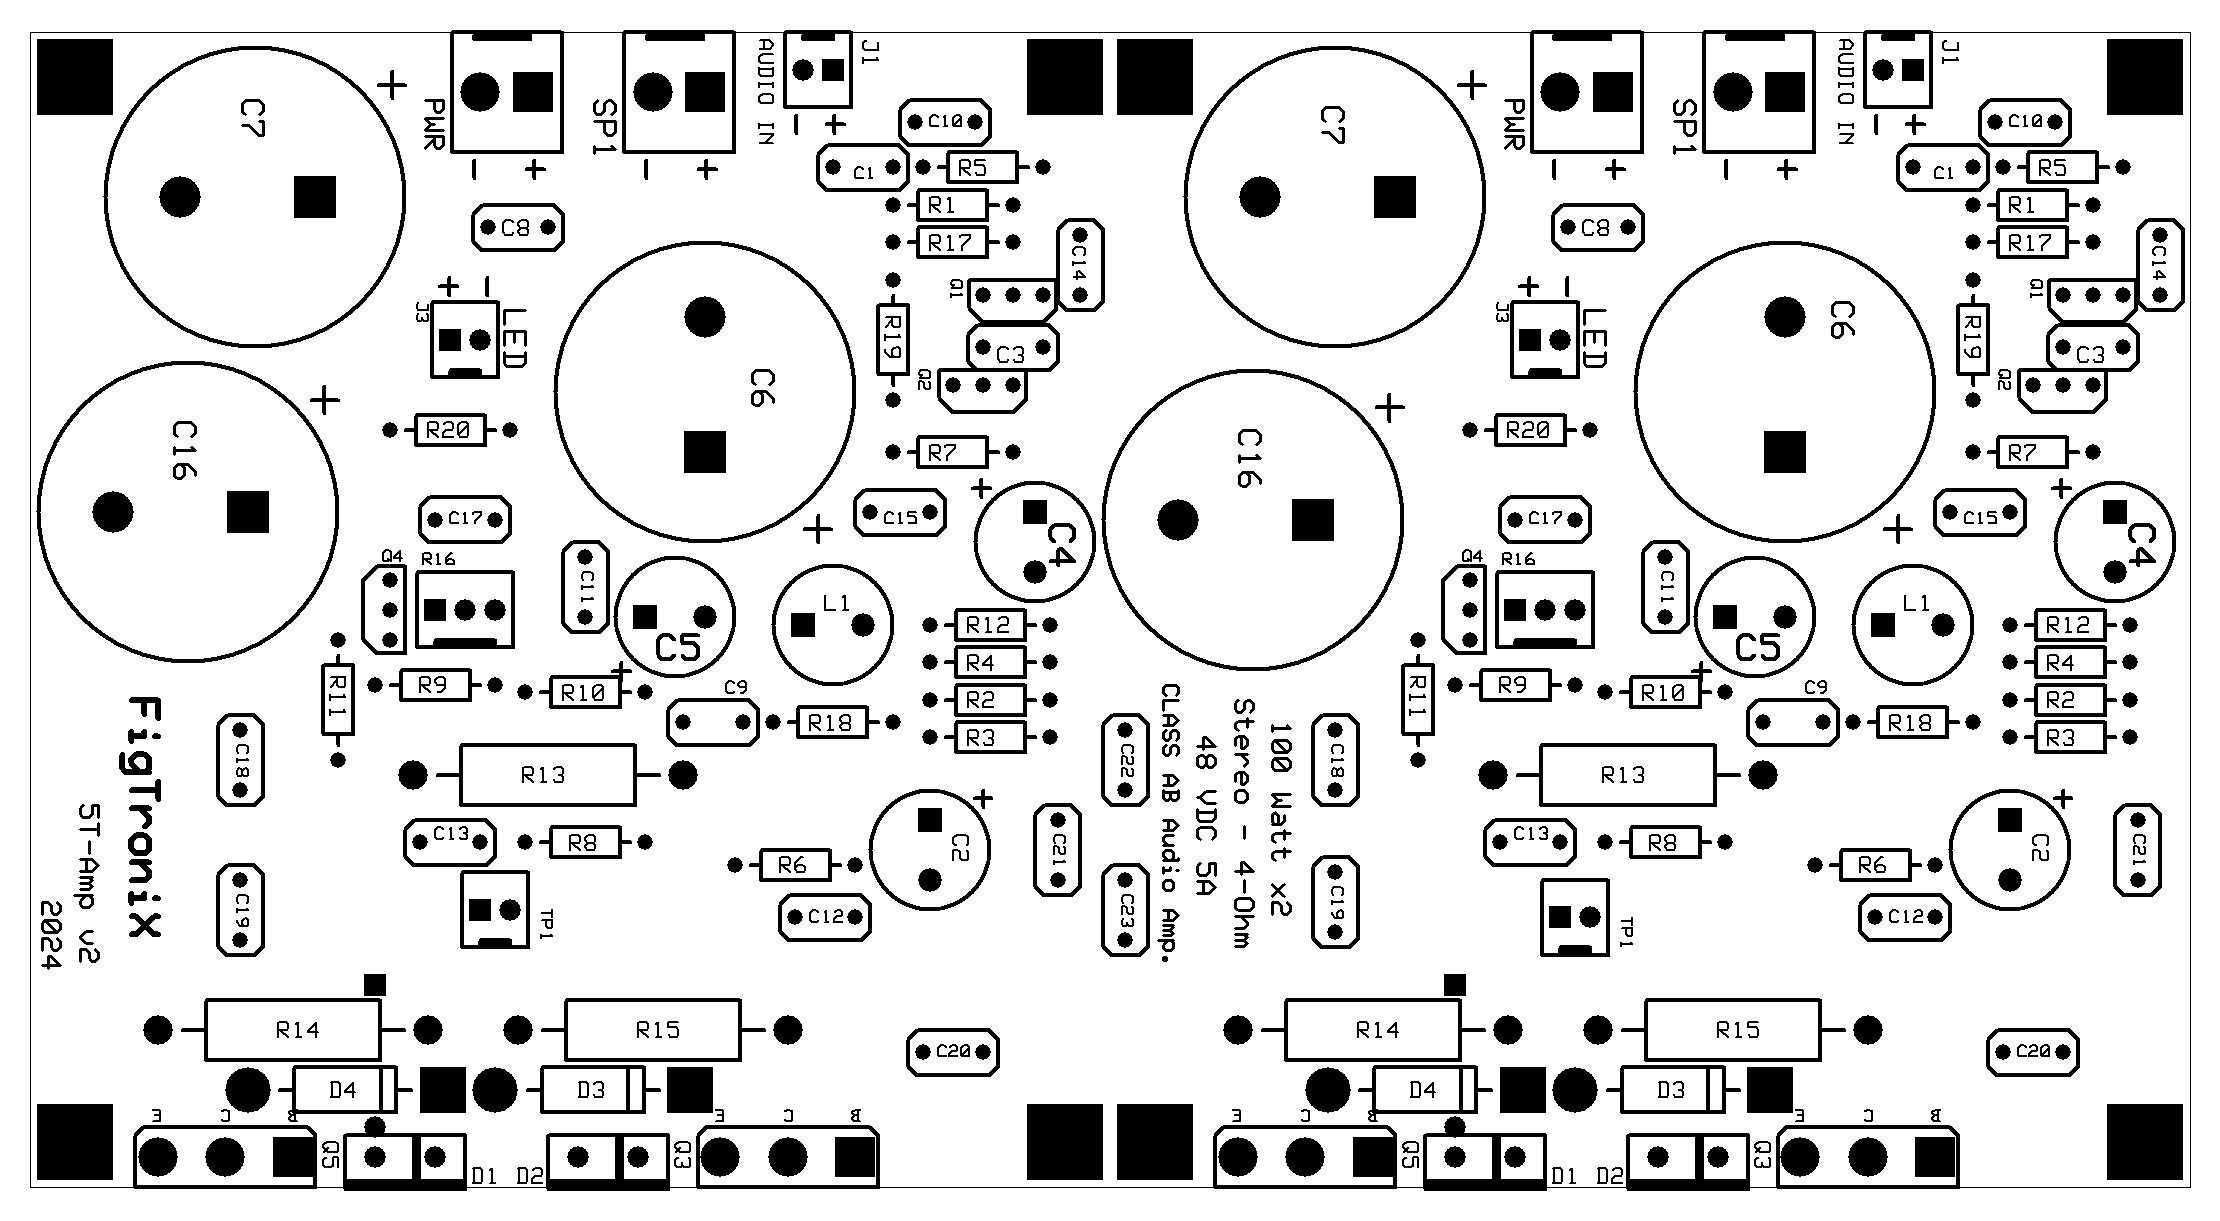 C7
+
PWR
- +
SP1
- +
AUDIO IN
- +
J1
C10
C1
R5
R1
R17
C14
Q1
C3
Q2
R19
R7
C15
C8
+ -
J3
LED
R20
C6
+
C16
+
C17
Q4
R16
C11
C5
+
L1
C4
+
R12
R4
R2
R3
R11
R9
R10
C9
R18
R13
C13
R8
TP1
R6
C12
C2
+
C21
C22
C23
C18
C19
FigTroniX
ST-Amp v2
2024
R14
R15
C20
D4
D3
E C B
Q5
D1
D2
Q3
E C B
C7
+
PWR
- +
SP1
- +
AUDIO IN
- +
J1
C10
C1
R5
R1
R17
C14
Q1
C3
Q2
R19
R7
C15
C8
+ -
J3
LED
R20
C6
+
C16
+
C17
Q4
R16
C11
C5
+
L1
C4
+
R12
R4
R2
R3
R11
R9
R10
C9
R18
R13
C13
R8
TP1
R6
C12
C2
+
C21
C18
C19
100 Watt x2
Stereo - 4-Ohm
48 VDC 5A
CLASS AB Audio Amp.
R14
R15
C20
D4
D3
E C B
Q5
D1
D2
Q3
E C B